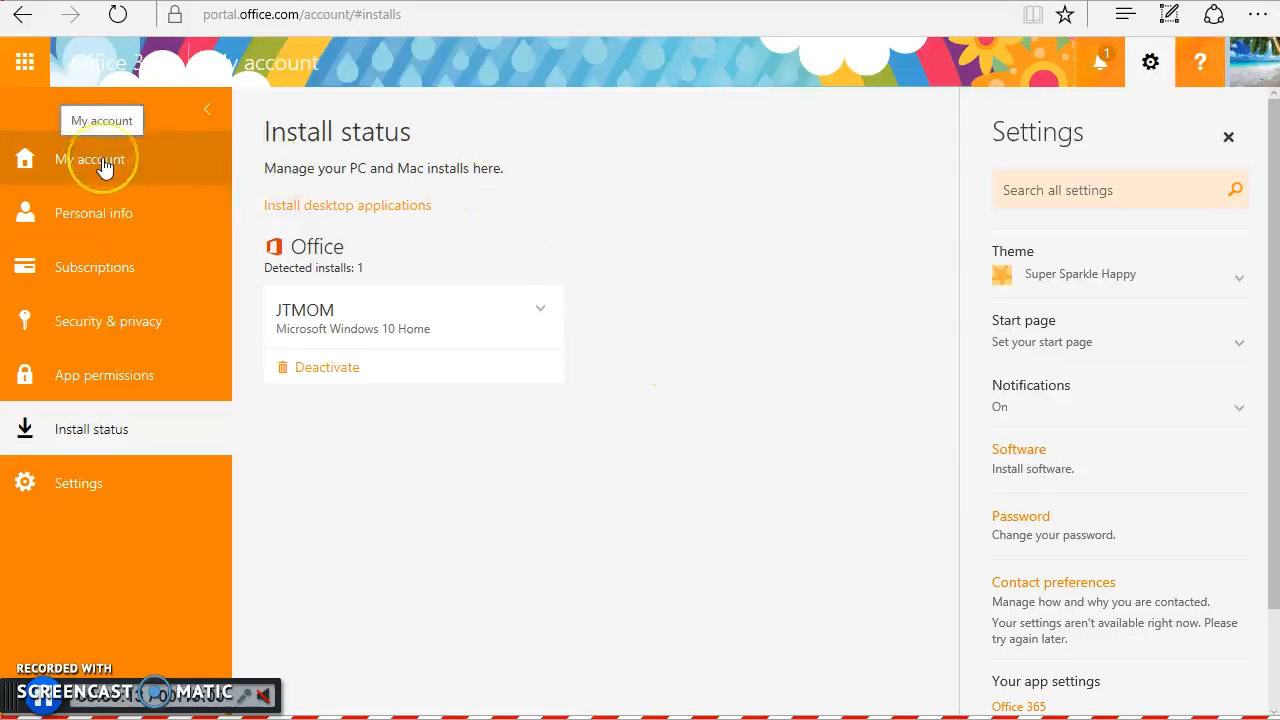 portal.office.com/account/#installs
Office 3
My account
1
?
My account
My account
Personal info
Subscriptions
Security & privacy
App permissions
Install status
Settings
Install status
Manage your PC and Mac installs here.
Install desktop applications
Office
Detected installs: 1
JTMOM
Microsoft Windows 10 Home
Deactivate
Settings
Search all settings
Theme
Super Sparkle Happy
Start page
Set your start page
Notifications
On
Software
Install software.
Password
Change your password.
Contact preferences
Manage how and why you are contacted.
Your settings aren't available right now. Please
try again later.
Your app settings
Office 365
RECORDED WITH
SCREENCAST MATIC